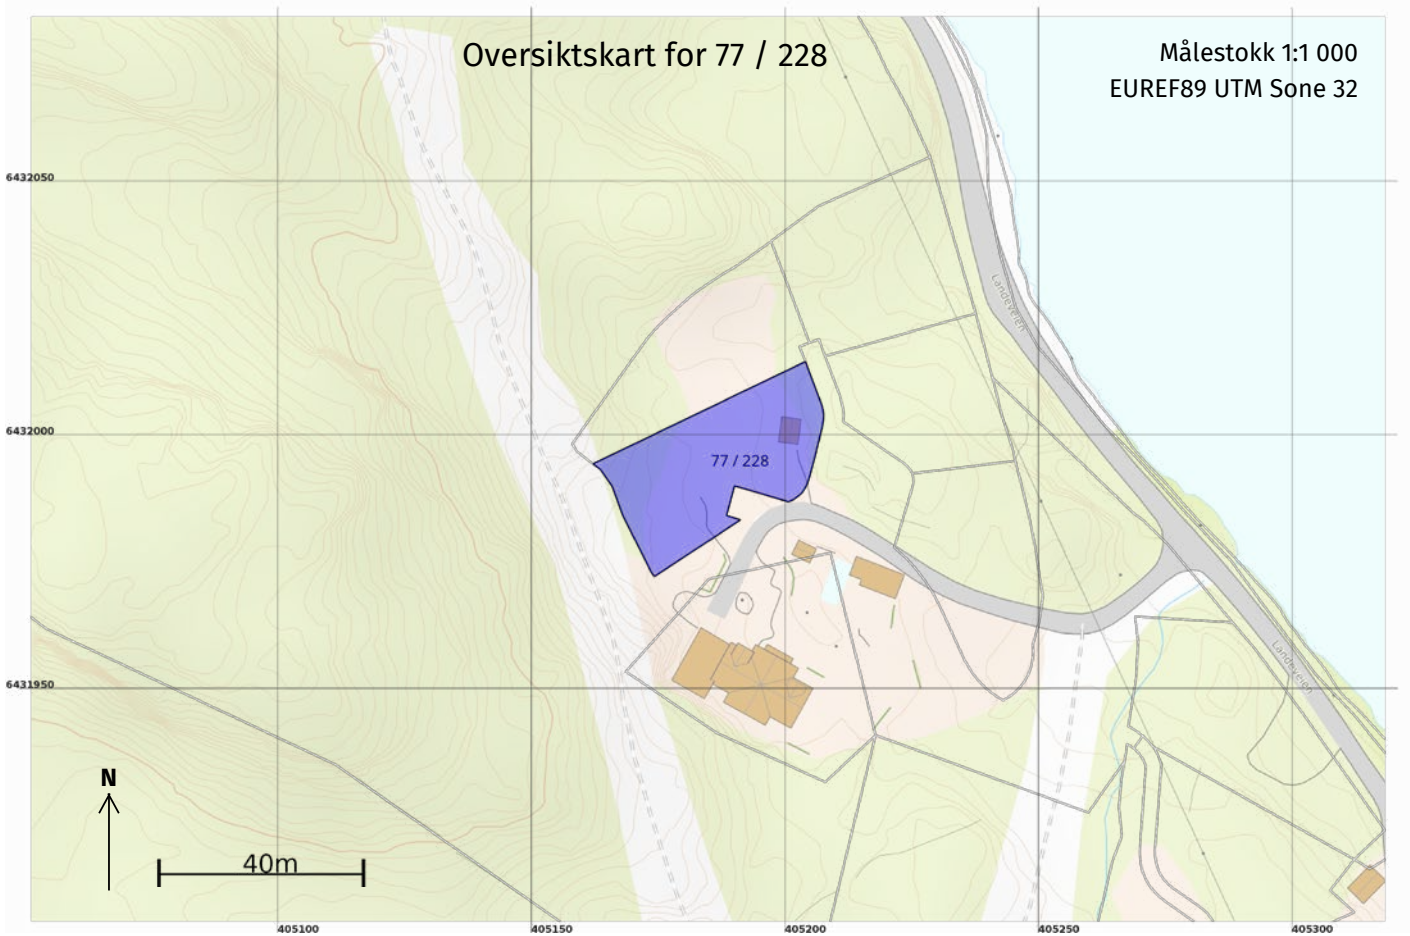 Oversiktskart for 77 / 228
Målestokk 1:1 000
EUREF89 UTM Sone 32
6432050
Landeveien
6432000
77 / 228
Landeveien
6431950
N
40m
405100
405150
405200
405250
405300